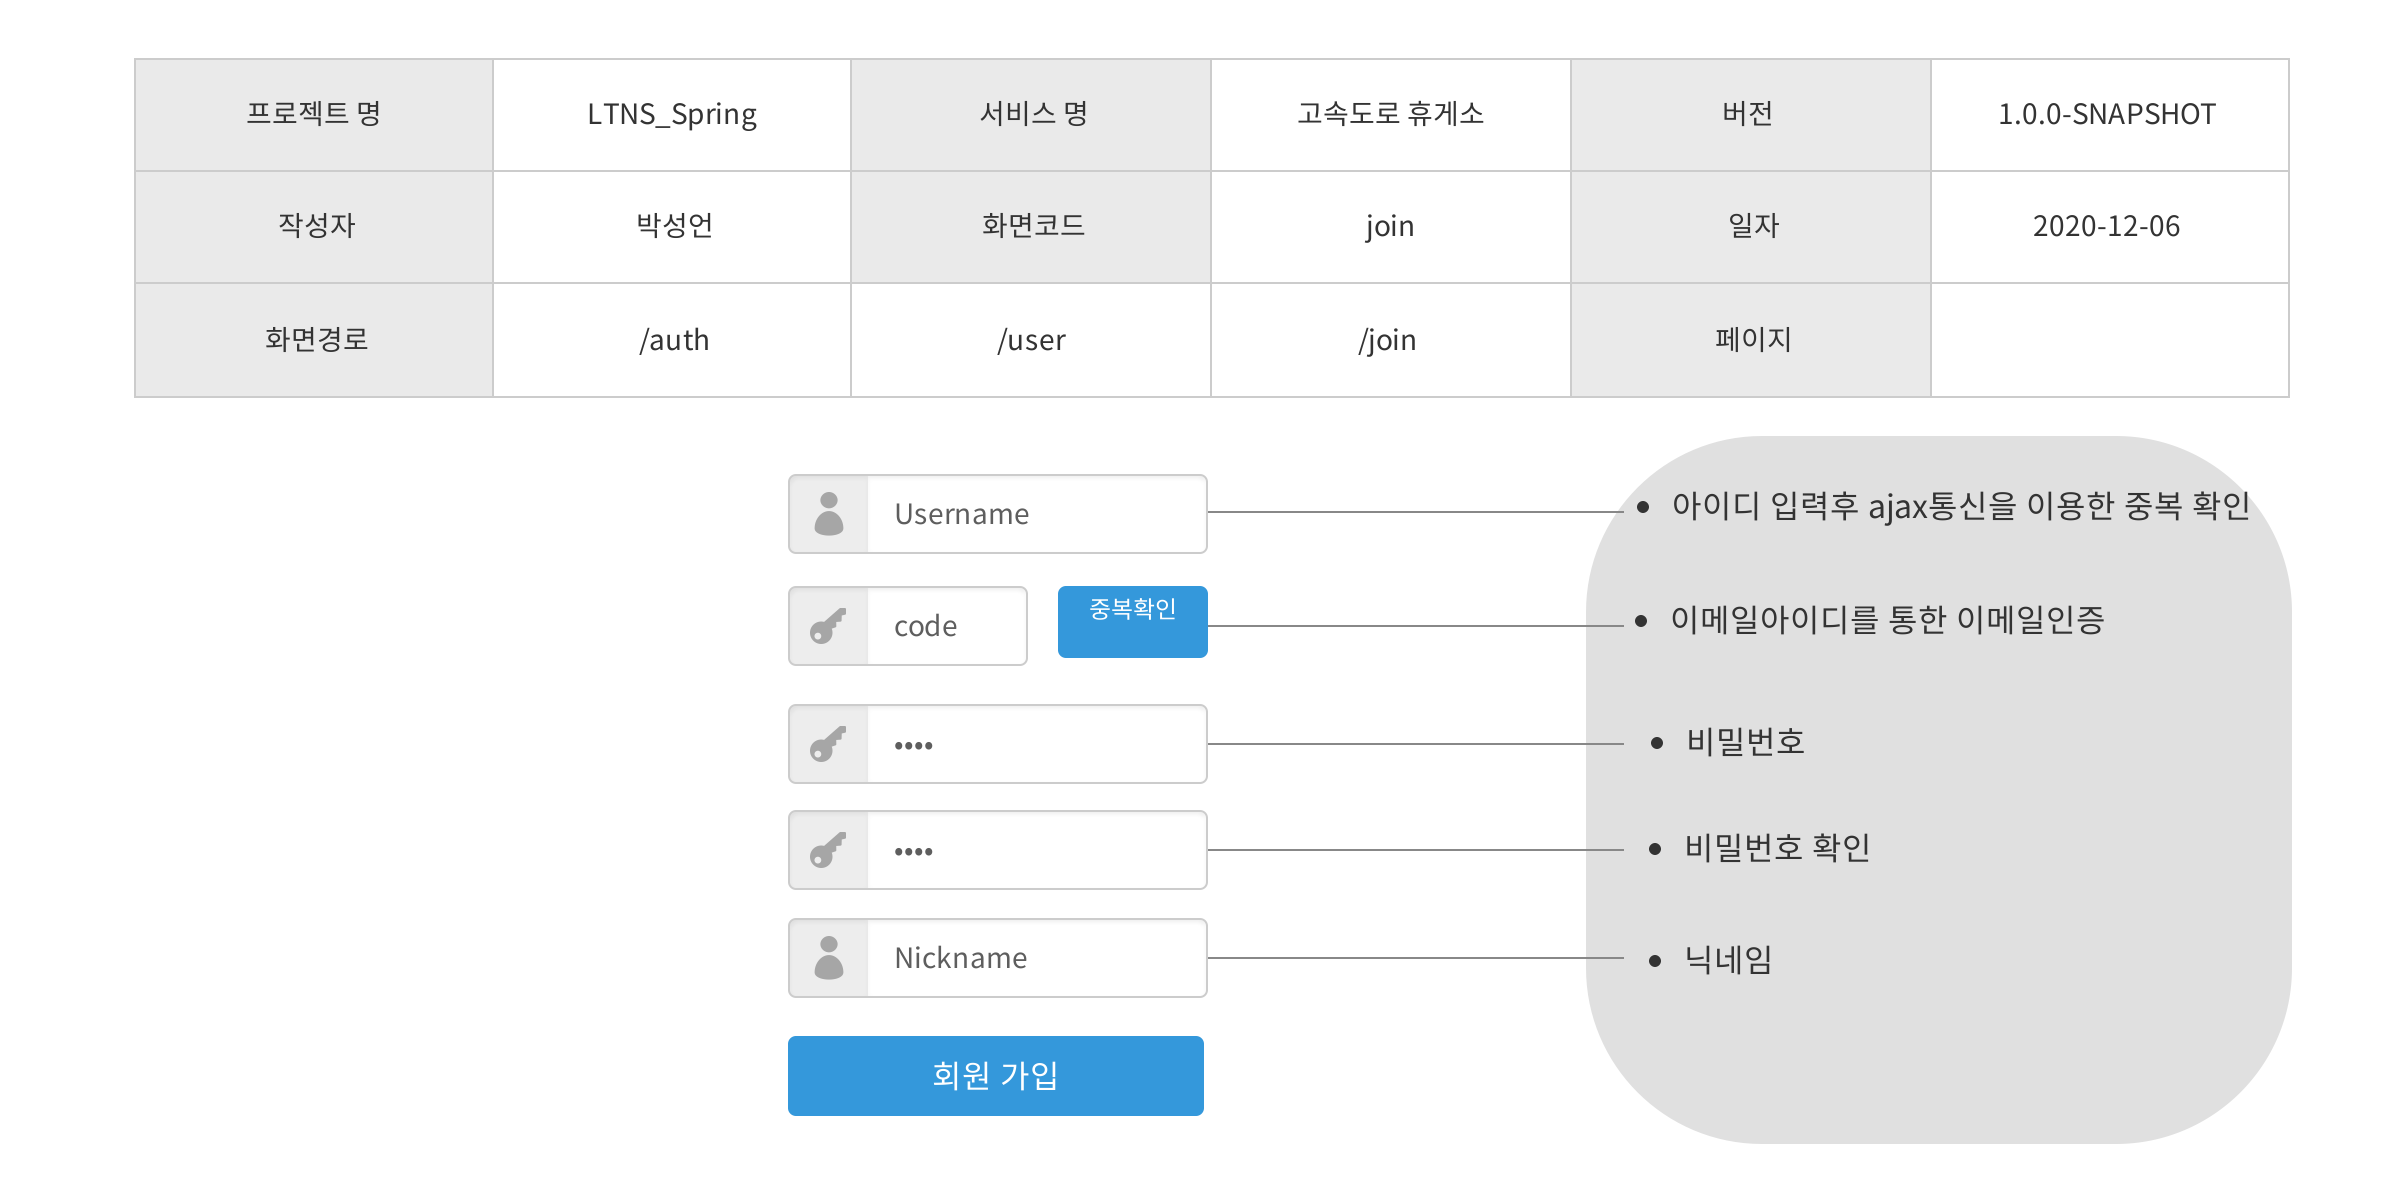 프로젝트 명 LTNS_Spring 서비스 명 고속도로 휴게소 버전 1.0.0-SNAPSHOT
작성자 박성언 화면코드 join 일자 2020-12-06
화면경로 /auth /user /join 페이지
Username • 아이디 입력후 ajax통신을 이용한 중복 확인
code 중복확인 • 이메일아이디를 통한 이메일인증
•••• • 비밀번호
•••• • 비밀번호 확인
Nickname • 닉네임
회원 가입